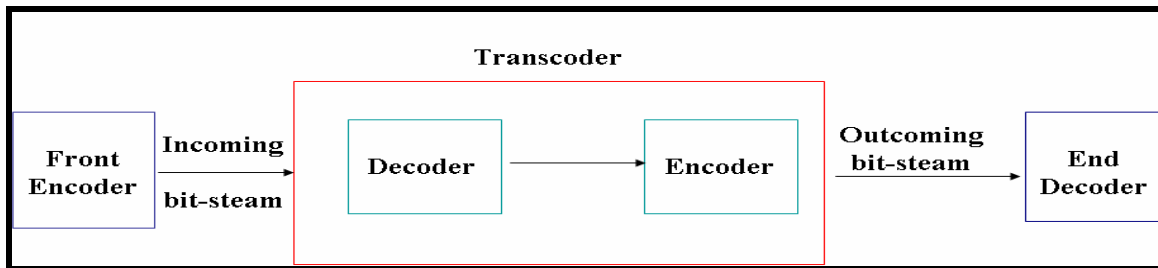 Transcoder
Front
Encoder
Incoming
bit-steam
Decoder
Encoder
Outcoming
bit-steam
End
Decoder